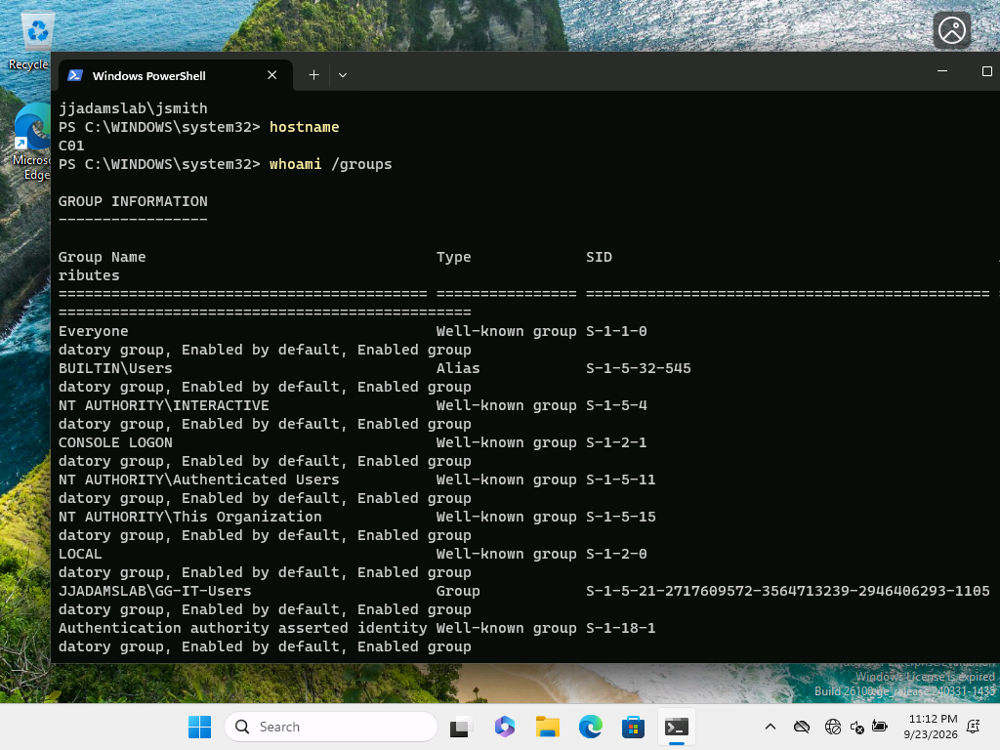 Recycle
Microso
Edge
Windows PowerShell
jjadamslab\jsmith
PS C:\WINDOWS\system32> hostname
C01
PS C:\WINDOWS\system32> whoami /groups
GROUP INFORMATION
-----------------
Group Name Type SID
ributes
========================================== ================ ============================================== 
===============================================
Everyone Well-known group S-1-1-0
datory group, Enabled by default, Enabled group
BUILTIN\Users Alias S-1-5-32-545
datory group, Enabled by default, Enabled group
NT AUTHORITY\INTERACTIVE Well-known group S-1-5-4
datory group, Enabled by default, Enabled group
CONSOLE LOGON Well-known group S-1-2-1
datory group, Enabled by default, Enabled group
NT AUTHORITY\Authenticated Users Well-known group S-1-5-11
datory group, Enabled by default, Enabled group
NT AUTHORITY\This Organization Well-known group S-1-5-15
datory group, Enabled by default, Enabled group
LOCAL Well-known group S-1-2-0
datory group, Enabled by default, Enabled group
JJADAMSLAB\GG-IT-Users Group S-1-5-21-2717609572-3564713239-2946406293-1105
datory group, Enabled by default, Enabled group
Authentication authority asserted identity Well-known group S-1-18-1
datory group, Enabled by default, Enabled group
Windows License is expired
Build 26100.ge_release.240331-1435
Search
11:12 PM
9/23/2026